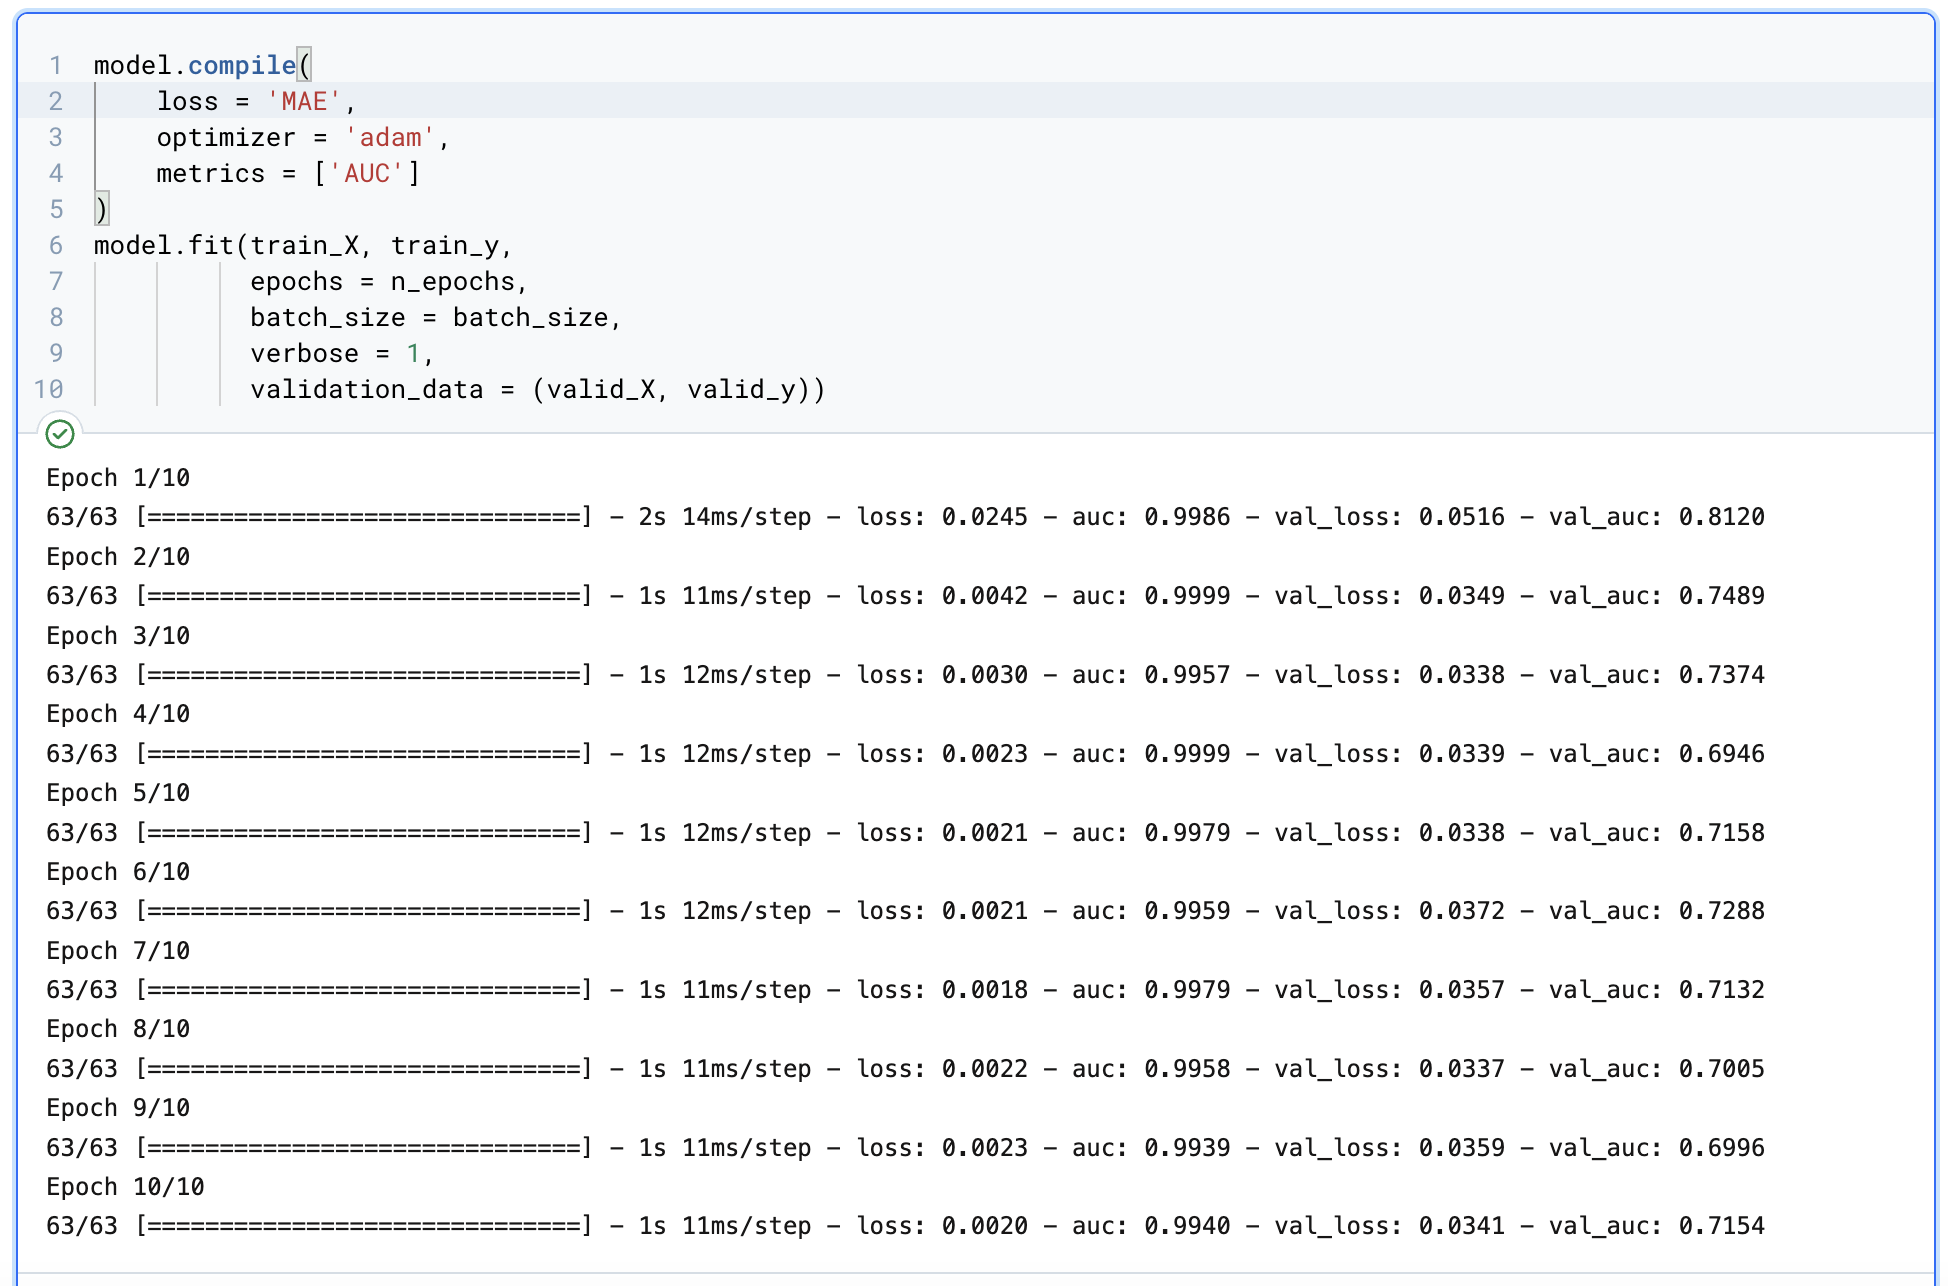 1 model.compile(
2     loss = 'MAE',
3     optimizer = 'adam',
4     metrics = ['AUC']
5 )
6 model.fit(train_X, train_y,
7           epochs = n_epochs,
8           batch_size = batch_size,
9           verbose = 1,
10           validation_data = (valid_X, valid_y))
Epoch 1/10
63/63 [==============================] - 2s 14ms/step - loss: 0.0245 - auc: 0.9986 - val_loss: 0.0516 - val_auc: 0.8120
Epoch 2/10
63/63 [==============================] - 1s 11ms/step - loss: 0.0042 - auc: 0.9999 - val_loss: 0.0349 - val_auc: 0.7489
Epoch 3/10
63/63 [==============================] - 1s 12ms/step - loss: 0.0030 - auc: 0.9957 - val_loss: 0.0338 - val_auc: 0.7374
Epoch 4/10
63/63 [==============================] - 1s 12ms/step - loss: 0.0023 - auc: 0.9999 - val_loss: 0.0339 - val_auc: 0.6946
Epoch 5/10
63/63 [==============================] - 1s 12ms/step - loss: 0.0021 - auc: 0.9979 - val_loss: 0.0338 - val_auc: 0.7158
Epoch 6/10
63/63 [==============================] - 1s 12ms/step - loss: 0.0021 - auc: 0.9959 - val_loss: 0.0372 - val_auc: 0.7288
Epoch 7/10
63/63 [==============================] - 1s 11ms/step - loss: 0.0018 - auc: 0.9979 - val_loss: 0.0357 - val_auc: 0.7132
Epoch 8/10
63/63 [==============================] - 1s 11ms/step - loss: 0.0022 - auc: 0.9958 - val_loss: 0.0337 - val_auc: 0.7005
Epoch 9/10
63/63 [==============================] - 1s 11ms/step - loss: 0.0023 - auc: 0.9939 - val_loss: 0.0359 - val_auc: 0.6996
Epoch 10/10
63/63 [==============================] - 1s 11ms/step - loss: 0.0020 - auc: 0.9940 - val_loss: 0.0341 - val_auc: 0.7154